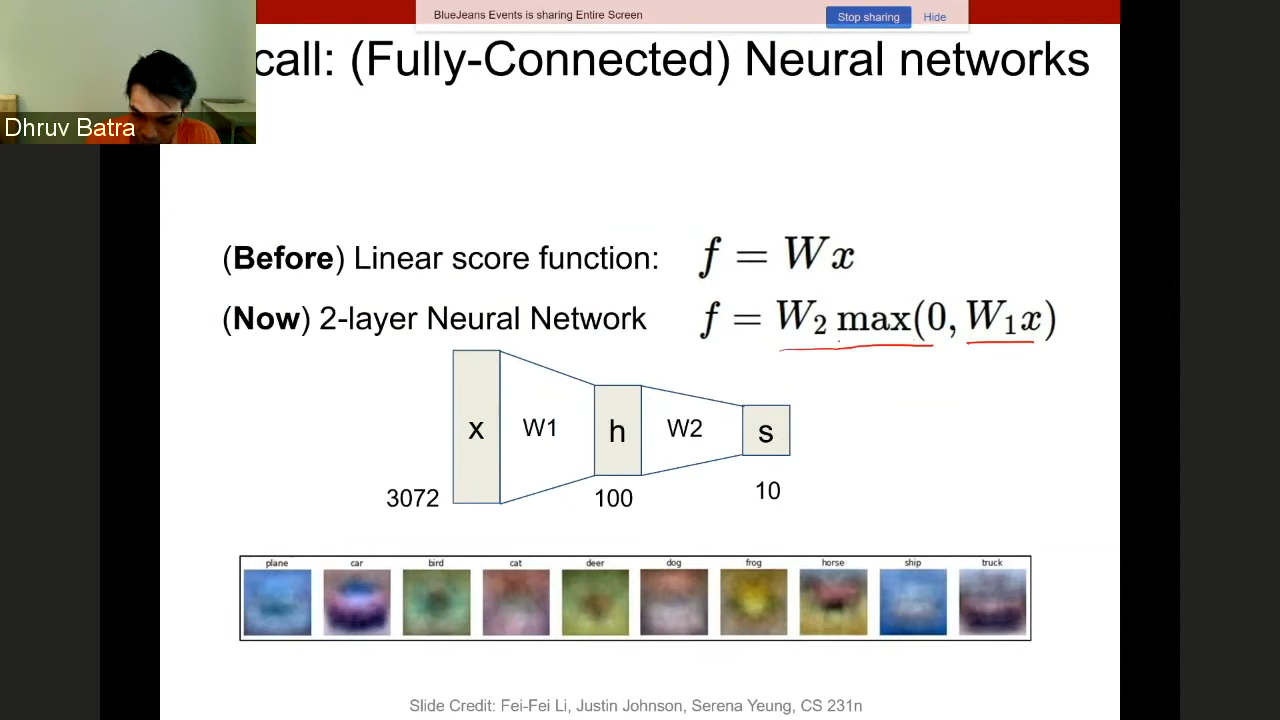 BlueJeans Events is sharing Entire Screen
Stop sharing
Hide
call: (Fully-Connected) Neural networks
Dhruv Batra
(Before) Linear score function: f = Wx
(Now) 2-layer Neural Network f = W₂ max(0, W₁x)
x W1 h W2 s
3072 100 10
plane car bird cat deer dog frog horse ship truck
Slide Credit: Fei-Fei Li, Justin Johnson, Serena Yeung, CS 231n